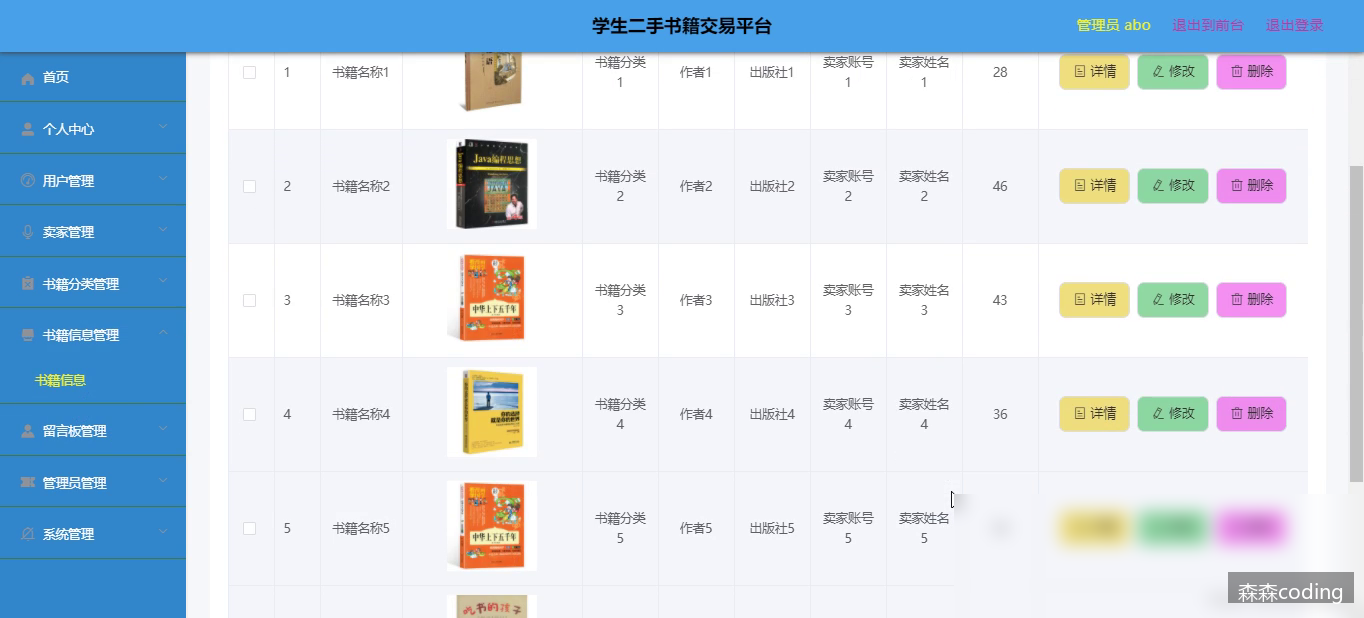 学生二手书籍交易平台
管理员 abo
退出到前台
退出登录
首页
个人中心
用户管理
卖家管理
书籍分类管理
书籍信息管理
书籍信息
留言板管理
管理员管理
系统管理
1
书籍名称1
书籍分类
1
作者1
出版社1
卖家账号
1
卖家姓名
1
28
详情
修改
删除
2
书籍名称2
Java编程思想
书籍分类
2
作者2
出版社2
卖家账号
2
卖家姓名
2
46
详情
修改
删除
3
书籍名称3
中华上下五千年
书籍分类
3
作者3
出版社3
卖家账号
3
卖家姓名
3
43
详情
修改
删除
4
书籍名称4
你的选择
就是你的世界
书籍分类
4
作者4
出版社4
卖家账号
4
卖家姓名
4
36
详情
修改
删除
5
书籍名称5
中华上下五千年
书籍分类
5
作者5
出版社5
卖家账号
5
卖家姓名
5
吃书的孩子
森森coding